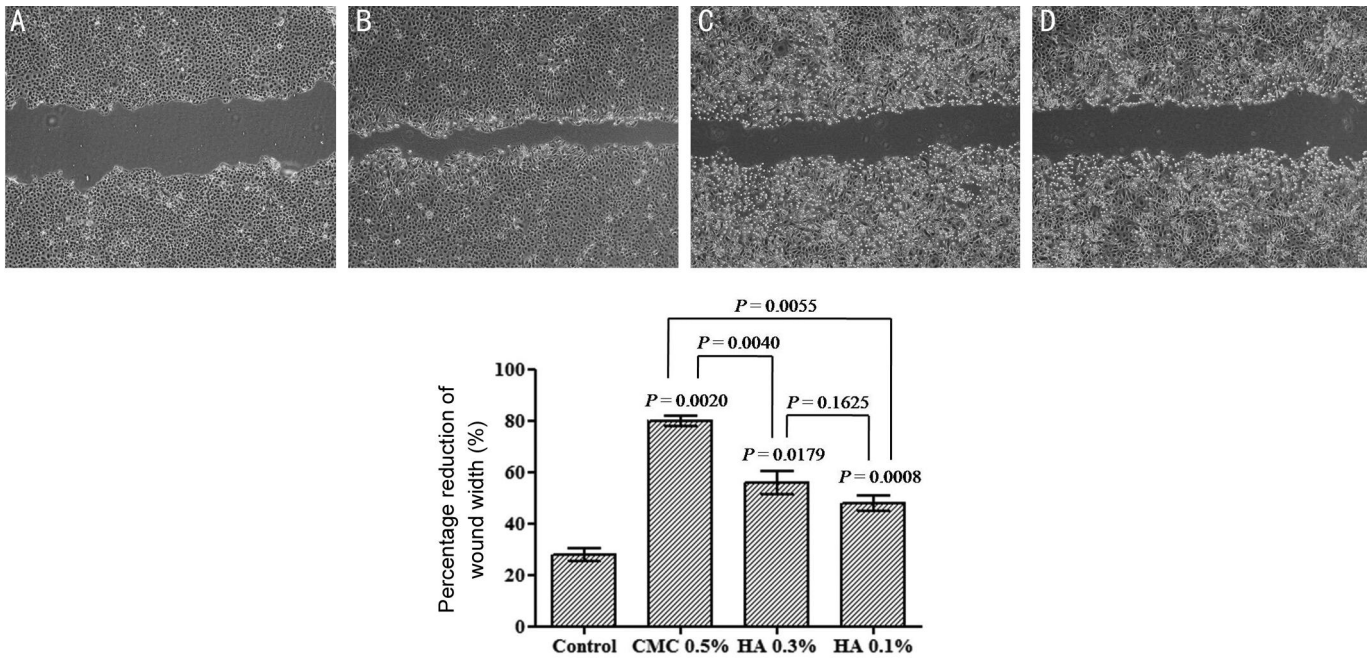 A
B
C
D
P = 0.0055
P = 0.0040
P = 0.0020
P = 0.1625
P = 0.0179
P = 0.0008
Percentage reduction of
wound width (%)
100
80
60
40
20
0
Control CMC 0.5% HA 0.3% HA 0.1%